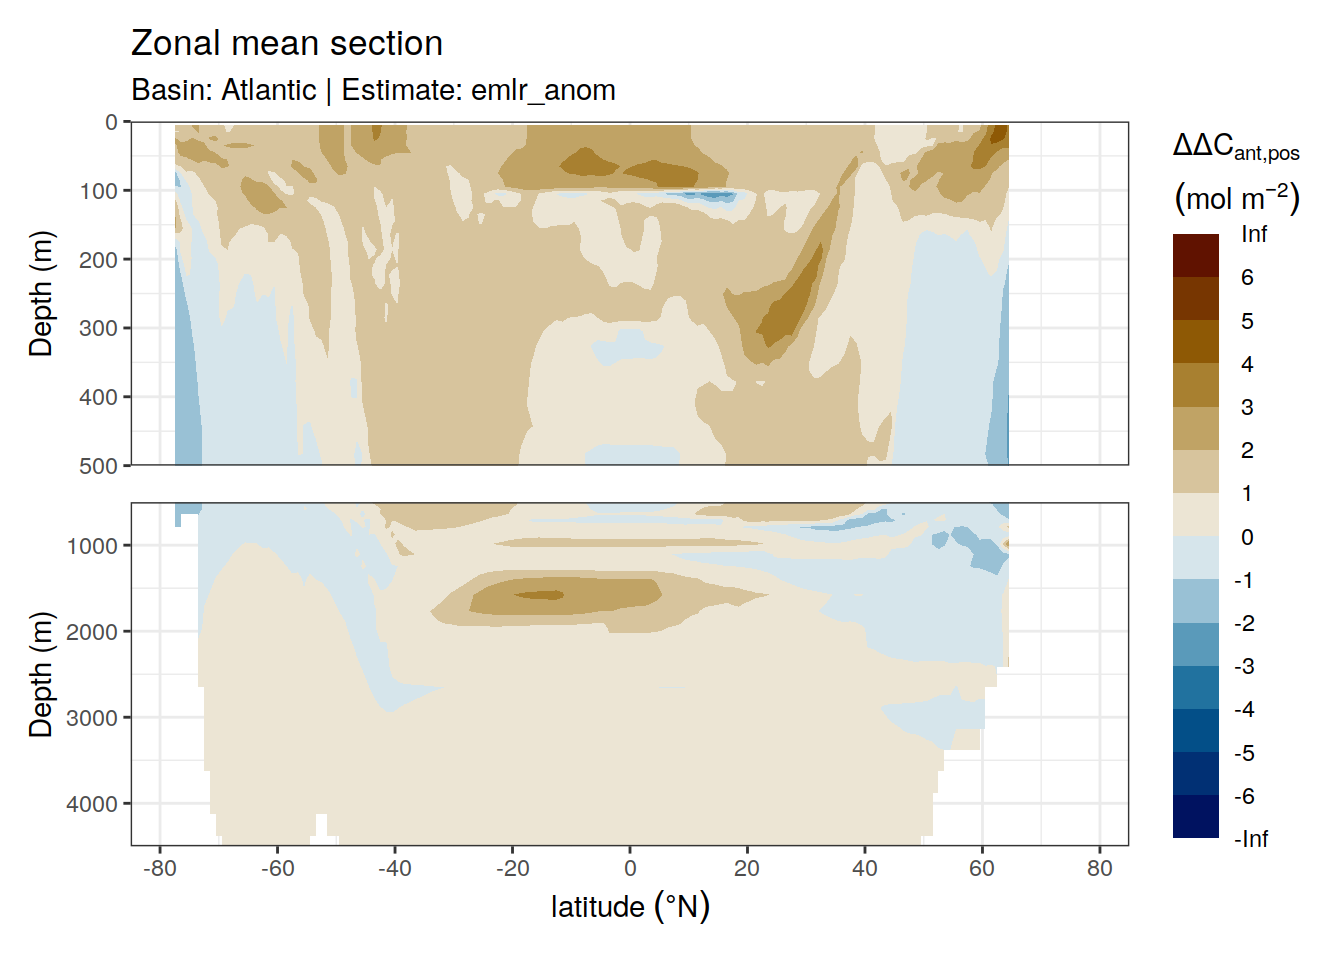 Zonal mean section
Basin: Atlantic | Estimate: emlr_anom
0
100
200
300
400
500
Depth (m)
1000
2000
3000
4000
Depth (m)
-80 -60 -40 -20 0 20 40 60 80
latitude (°N)
ΔΔCant,pos
(mol m−2)
Inf
6
5
4
3
2
1
0
-1
-2
-3
-4
-5
-6
-Inf